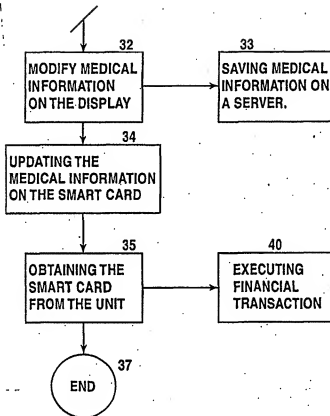 32
MODIFY MEDICAL
INFORMATION
ON THE DISPLAY
33
SAVING MEDICAL
INFORMATION ON
A SERVER.
34
UPDATING THE
MEDICAL INFORMATION
ON THE SMART CARD
35
OBTAINING THE
SMART CARD
FROM THE UNIT
40
EXECUTING
FINANCIAL
TRANSACTION
37
END